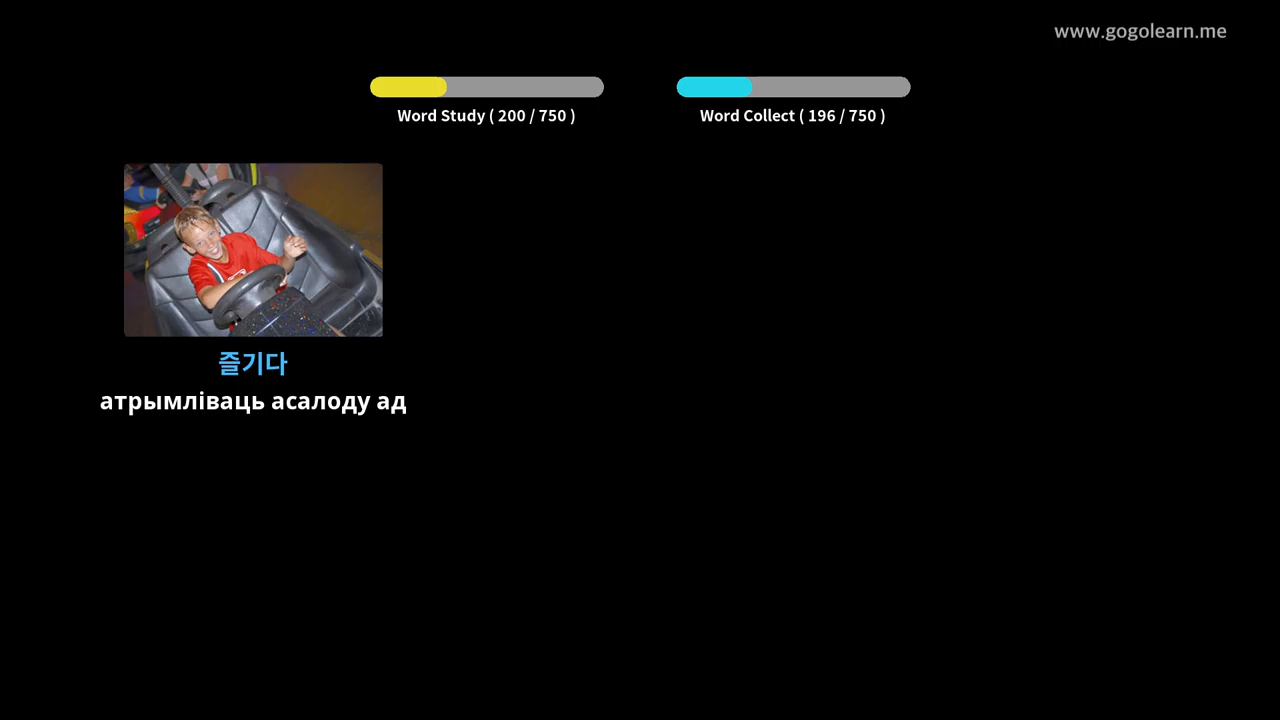 www.gogolearn.me
Word Study ( 200 / 750 )
Word Collect ( 196 / 750 )
즐기다
атрымліваць асалоду ад